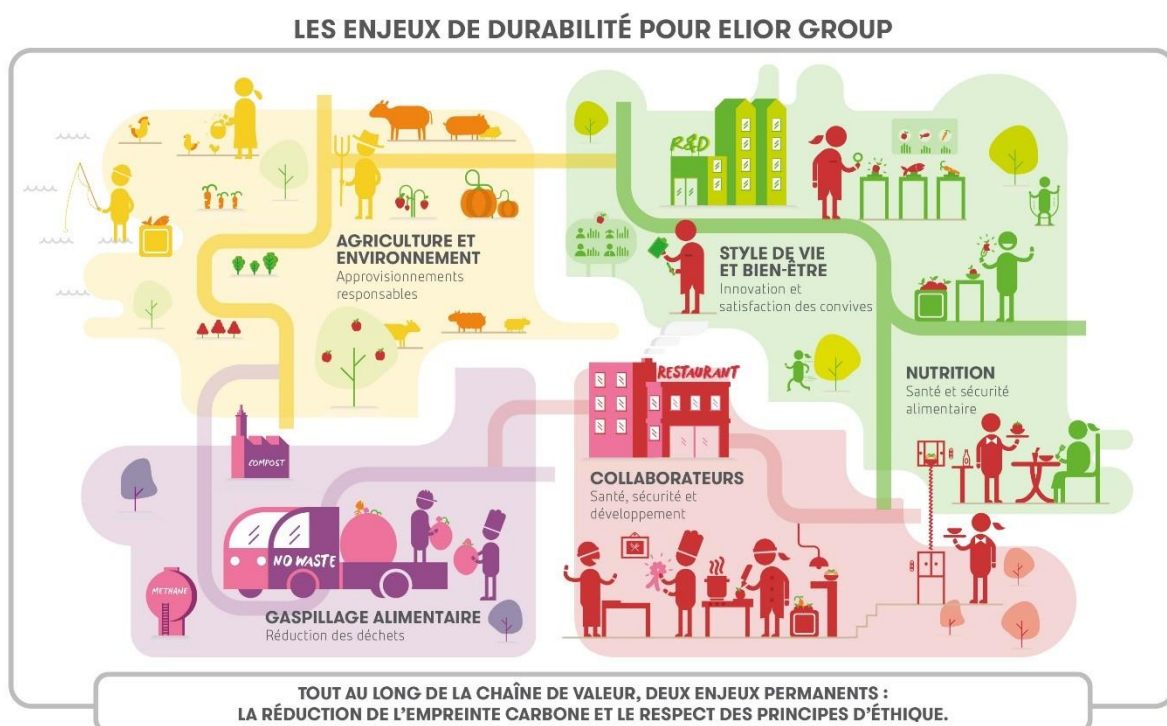 LES ENJEUX DE DURABILITÉ POUR ELIOR GROUP
R&D
AGRICULTURE ET
ENVIRONNEMENT
Approvisionnements
responsables
STYLE DE VIE
ET BIEN-ÊTRE
Innovation et
satisfaction des convives
RESTAURANT
NUTRITION
Santé et sécurité
alimentaire
COMPOST
COLLABORATEURS
Santé, sécurité et
développement
NO WASTE
METHANE
GASPILLAGE ALIMENTAIRE
Réduction des déchets
TOUT AU LONG DE LA CHAÎNE DE VALEUR, DEUX ENJEUX PERMANENTS :
LA RÉDUCTION DE L'EMPREINTE CARBONE ET LE RESPECT DES PRINCIPES D'ÉTHIQUE.